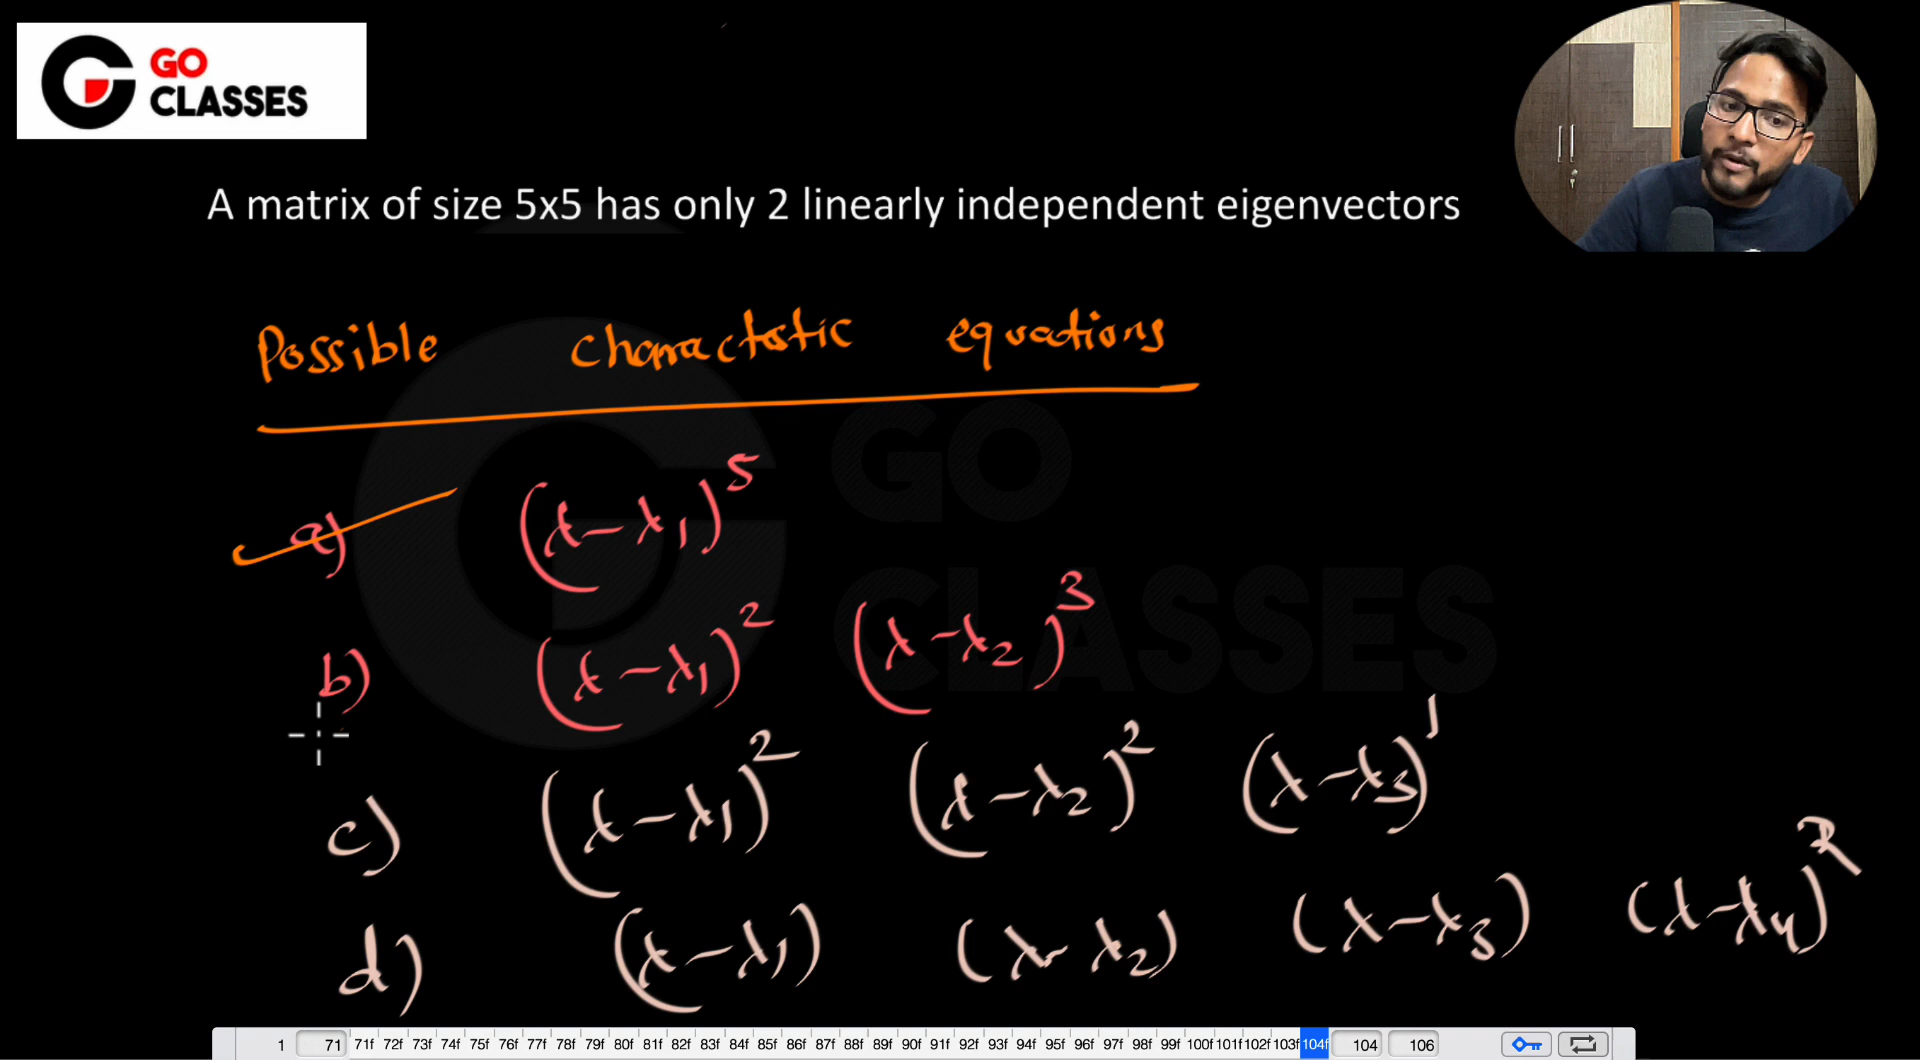 GO
CLASSES
A matrix of size 5x5 has only 2 linearly independent eigenvectors
Possible charactstic equations
a) (λ-λ1)^5
b) (λ-λ1)^2 (λ-λ2)^3
c) (λ-λ1)^2 (λ-λ2)^2 (λ-λ3)^1
d) (λ-λ1) (λ-λ2) (λ-λ3) (λ-λ4)^2
GO
CLASSES
1 71 71f 72f 73f 74f 75f 76f 77f 78f 79f 80f 81f 82f 83f 84f 85f 86f 87f 88f 89f 90f 91f 92f 93f 94f 95f 96f 97f 98f 99f 100f 101f 102f 103f 104f 104 106